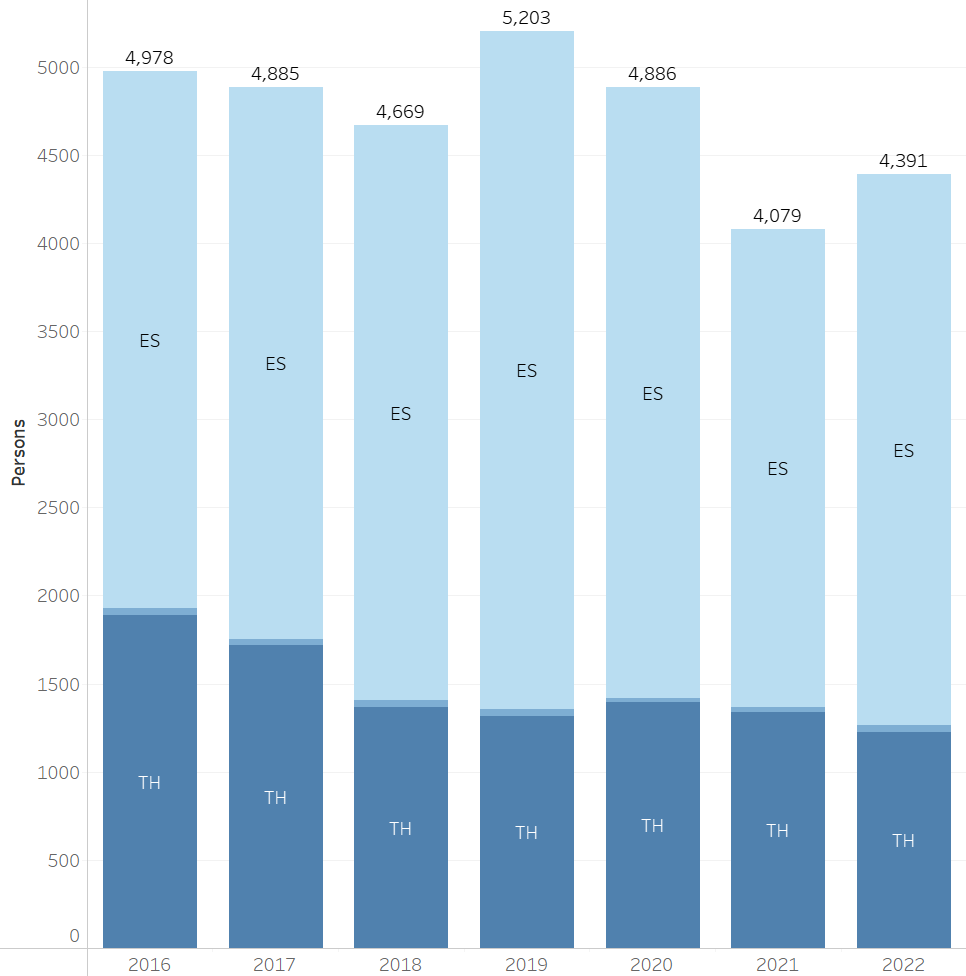 5,203
4,978
4,885
4,886
4,669
4,391
4,079
5000
4500
4000
3500
3000
2500
2000
1500
1000
500
0
Persons
ES
ES
ES
ES
ES
ES
ES
TH
TH
TH
TH
TH
TH
TH
2016 2017 2018 2019 2020 2021 2022